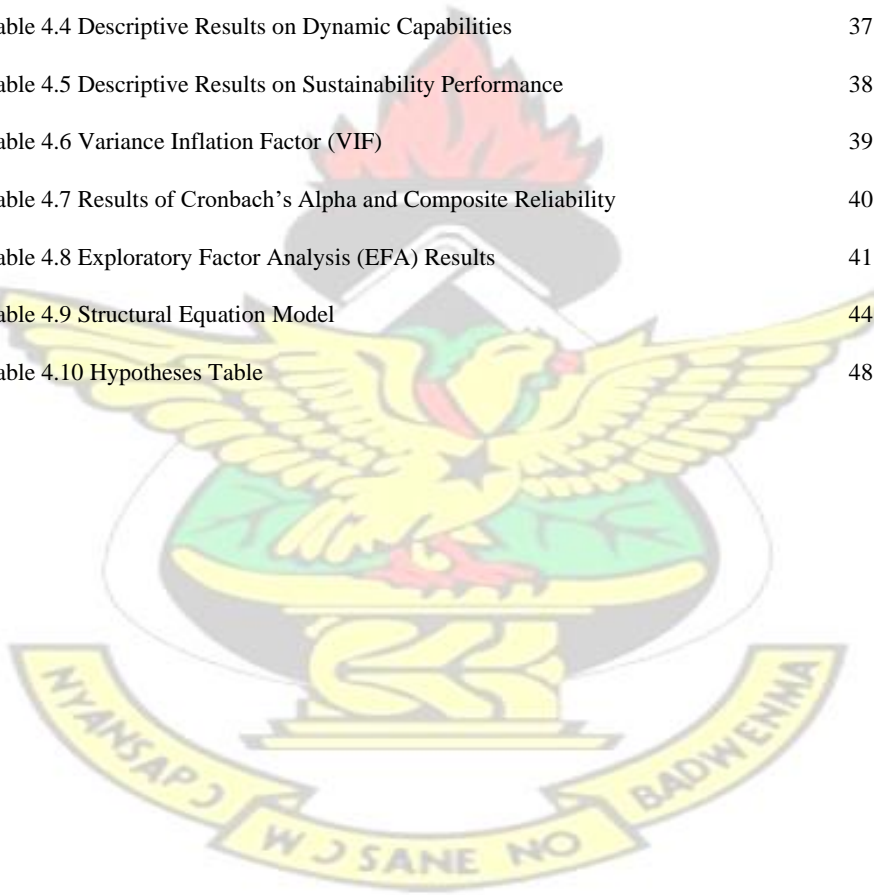 able 4.4 Descriptive Results on Dynamic Capabilities 37
able 4.5 Descriptive Results on Sustainability Performance 38
able 4.6 Variance Inflation Factor (VIF) 39
able 4.7 Results of Cronbach’s Alpha and Composite Reliability 40
able 4.8 Exploratory Factor Analysis (EFA) Results 41
able 4.9 Structural Equation Model 44
able 4.10 Hypotheses Table 48
NYANSAPƆ WƆ SANE NO BADWENMA